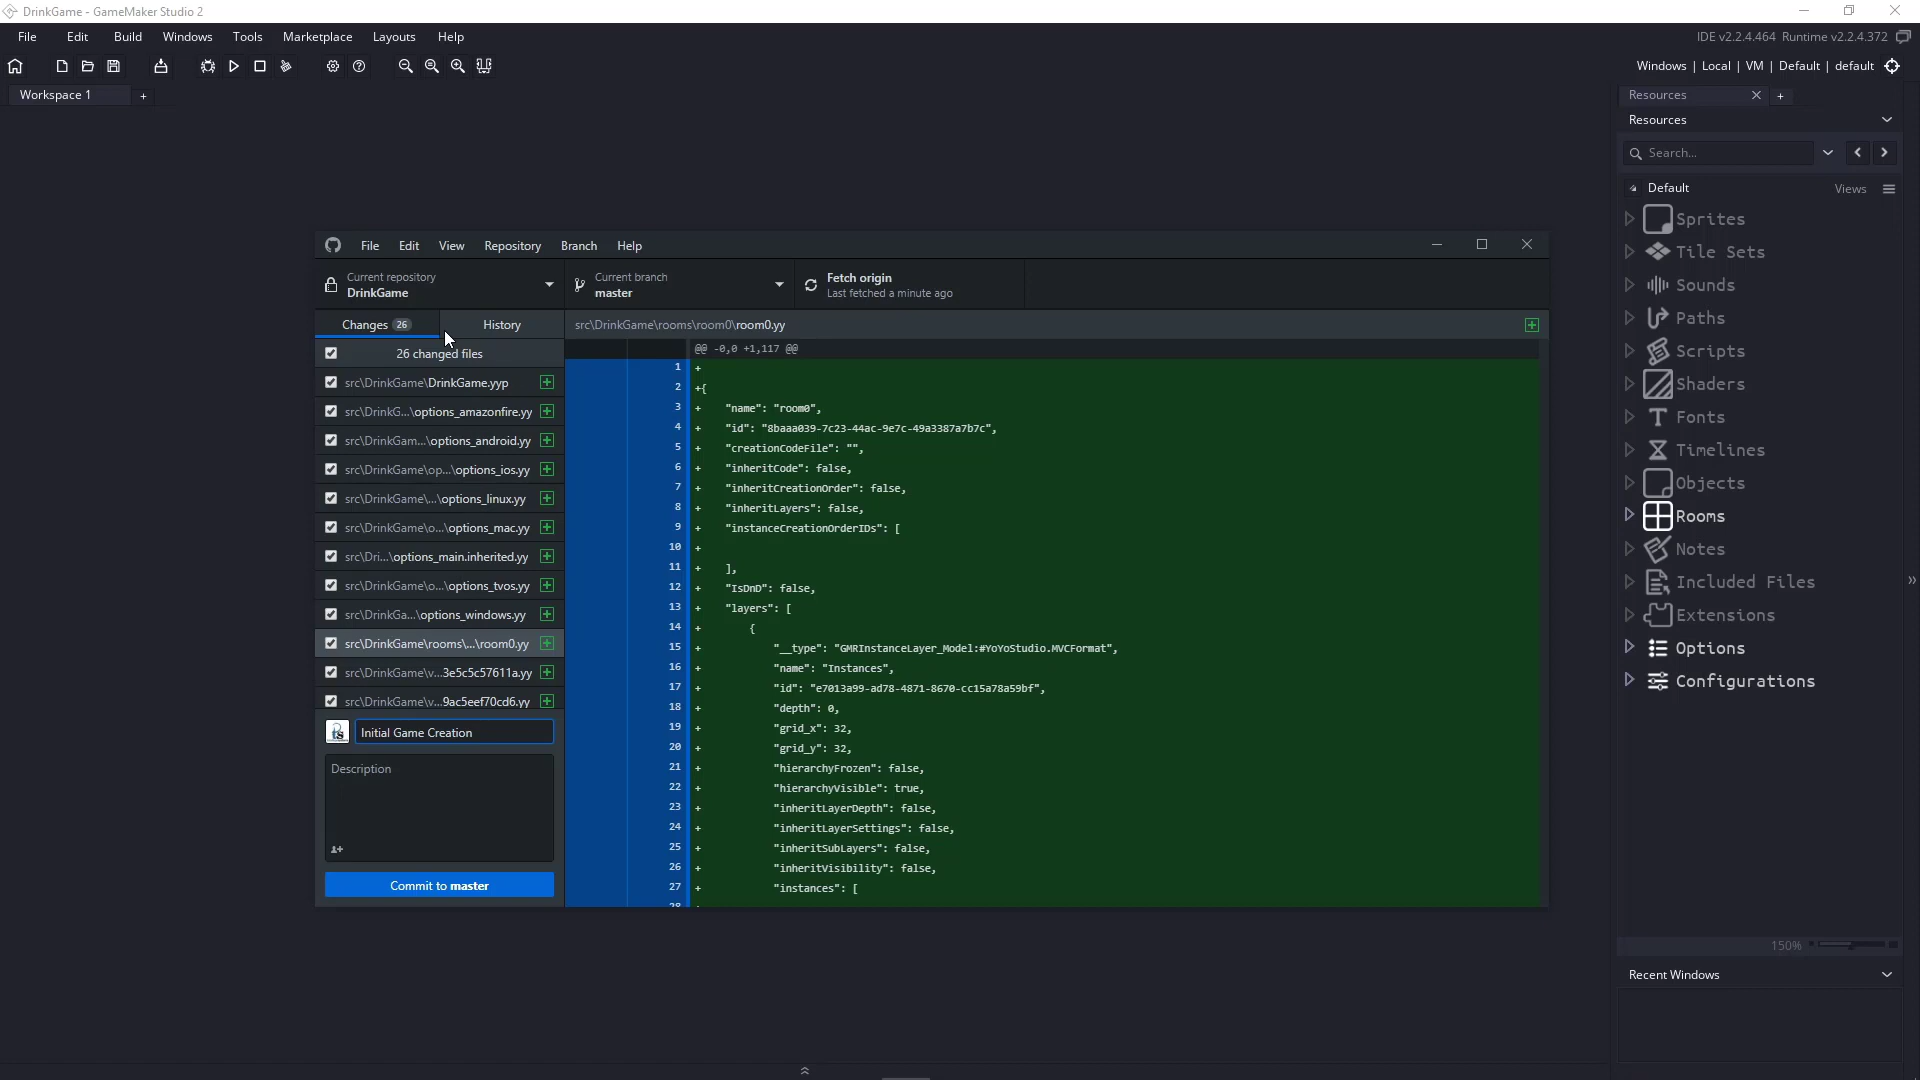 DrinkGame - GameMaker Studio 2
File Edit Build Windows Tools Marketplace Layouts Help
IDE v2.2.4.464 Runtime v2.2.4.372
Windows | Local | VM | Default | default
Workspace 1 +
Resources
Resources
Search...
Default Views
Sprites
Tile Sets
Sounds
Paths
Scripts
Shaders
Fonts
Timelines
Objects
Rooms
Notes
Included Files
Extensions
Options
Configurations
150%
Recent Windows
File Edit View Repository Branch Help
Current repository
DrinkGame
Current branch
master
Fetch origin
Last fetched a minute ago
Changes 26 History
26 changed files
src\DrinkGame\DrinkGame.yyp
src\DrinkG...\options_amazonfire.yy
src\DrinkGam...\options_android.yy
src\DrinkGame\op...\options_ios.yy
src\DrinkGame\...\options_linux.yy
src\DrinkGame\o...\options_mac.yy
src\Dri...\options_main.inherited.yy
src\DrinkGame\o...\options_tvos.yy
src\DrinkGa...\options_windows.yy
src\DrinkGame\rooms\...\room0.yy
src\DrinkGame\v...3e5c5c57611a.yy
src\DrinkGame\v...9ac5eef70cd6.yy
Initial Game Creation
Description
Commit to master
src\DrinkGame\rooms\room0\room0.yy
@@ -0,0 +1,117 @@
1 +
2 +{
3 + "name": "room0",
4 + "id": "8baaa039-7c23-44ac-9e7c-49a3387a7b7c",
5 + "creationCodeFile": "",
6 + "inheritCode": false,
7 + "inheritCreationOrder": false,
8 + "inheritLayers": false,
9 + "instanceCreationOrderIDs": [
10 +
11 + ],
12 + "IsDnD": false,
13 + "layers": [
14 + {
15 + "__type": "GMRInstanceLayer_Model:#YoYoStudio.MVCFormat",
16 + "name": "Instances",
17 + "id": "e7013a99-ad78-4871-8670-cc15a78a59bf",
18 + "depth": 0,
19 + "grid_x": 32,
20 + "grid_y": 32,
21 + "hierarchyFrozen": false,
22 + "hierarchyVisible": true,
23 + "inheritLayerDepth": false,
24 + "inheritLayerSettings": false,
25 + "inheritSubLayers": false,
26 + "inheritVisibility": false,
27 + "instances": [